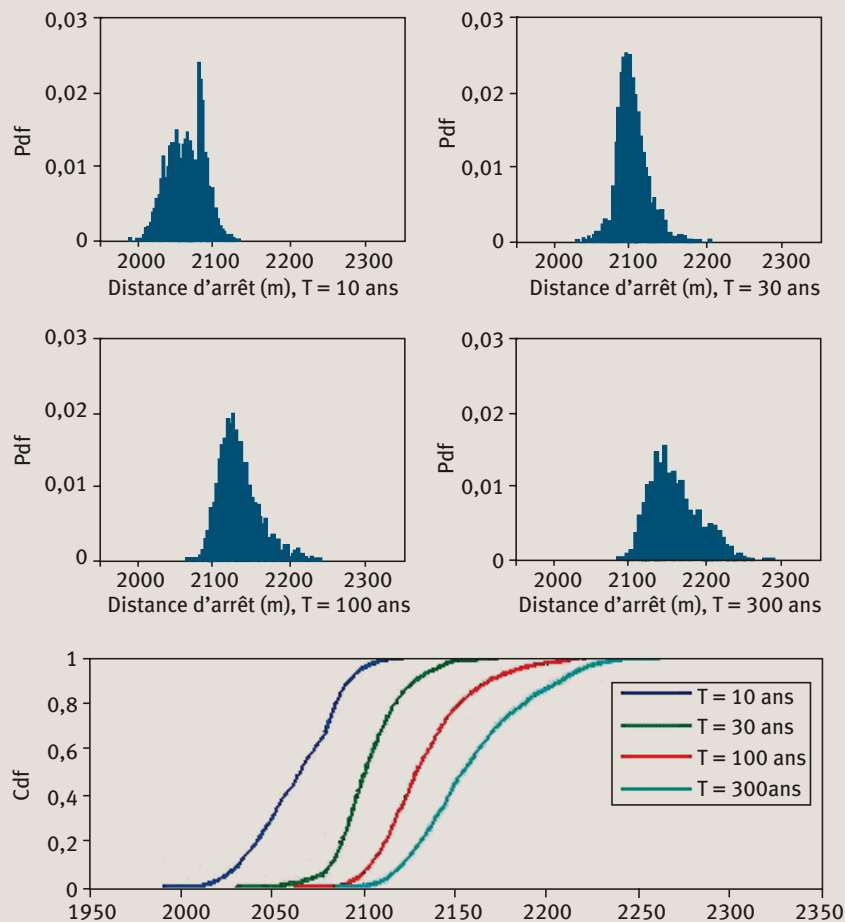 0,03
0,02
0,01
0
Pdf
2000 2100 2200 2300
Distance d'arrêt (m), T = 10 ans
0,03
0,02
0,01
0
Pdf
2000 2100 2200 2300
Distance d'arrêt (m), T = 30 ans
0,03
0,02
0,01
0
Pdf
2000 2100 2200 2300
Distance d'arrêt (m), T = 100 ans
0,03
0,02
0,01
0
Pdf
2000 2100 2200 2300
Distance d'arrêt (m), T = 300 ans
1
0,8
0,6
0,4
0,2
0
Cdf
1950 2000 2050 2100 2150 2200 2250 2300 2350
T = 10 ans
T = 30 ans
T = 100 ans
T = 300ans